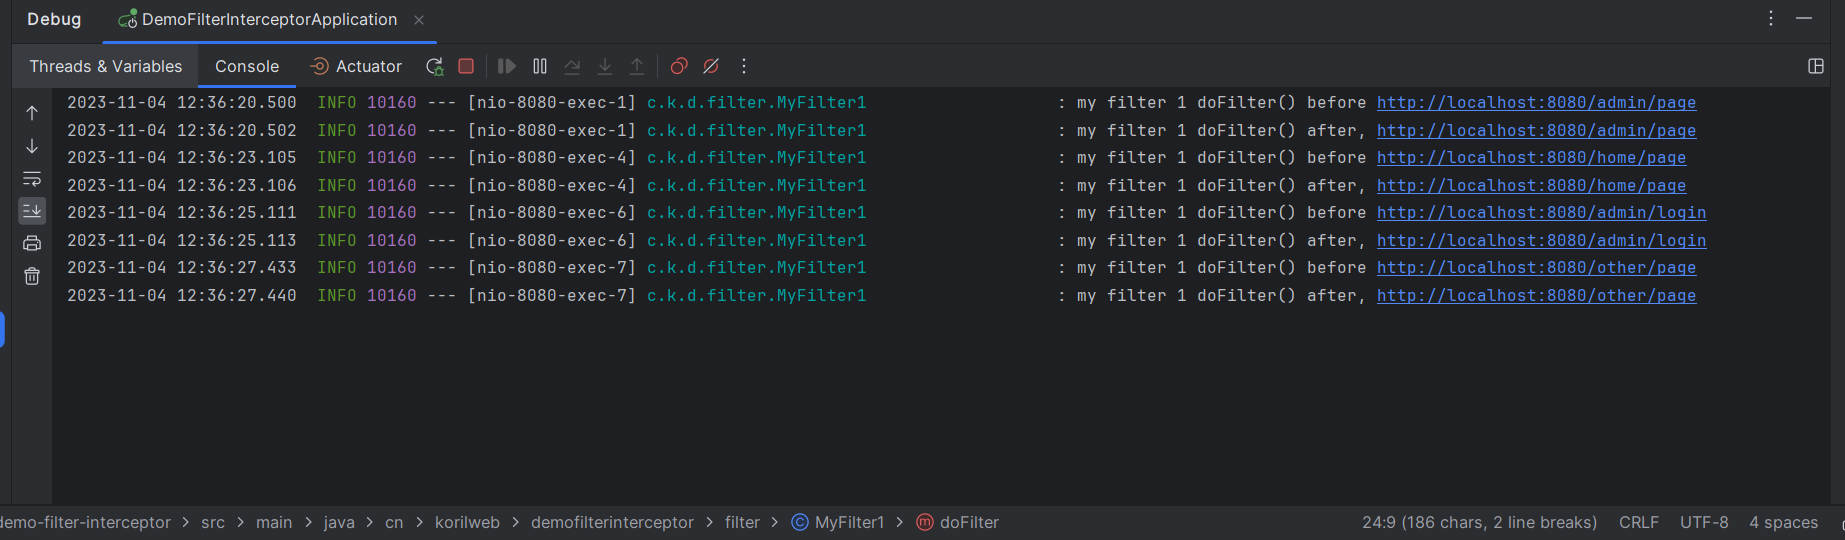 Debug DemoFilterInterceptorApplication
Threads & Variables Console Actuator
2023-11-04 12:36:20.500 INFO 10160 --- [nio-8080-exec-1] c.k.d.filter.MyFilter1 : my filter 1 doFilter() before http://localhost:8080/admin/page
2023-11-04 12:36:20.502 INFO 10160 --- [nio-8080-exec-1] c.k.d.filter.MyFilter1 : my filter 1 doFilter() after, http://localhost:8080/admin/page
2023-11-04 12:36:23.105 INFO 10160 --- [nio-8080-exec-4] c.k.d.filter.MyFilter1 : my filter 1 doFilter() before http://localhost:8080/home/page
2023-11-04 12:36:23.106 INFO 10160 --- [nio-8080-exec-4] c.k.d.filter.MyFilter1 : my filter 1 doFilter() after, http://localhost:8080/home/page
2023-11-04 12:36:25.111 INFO 10160 --- [nio-8080-exec-6] c.k.d.filter.MyFilter1 : my filter 1 doFilter() before http://localhost:8080/admin/login
2023-11-04 12:36:25.113 INFO 10160 --- [nio-8080-exec-6] c.k.d.filter.MyFilter1 : my filter 1 doFilter() after, http://localhost:8080/admin/login
2023-11-04 12:36:27.433 INFO 10160 --- [nio-8080-exec-7] c.k.d.filter.MyFilter1 : my filter 1 doFilter() before http://localhost:8080/other/page
2023-11-04 12:36:27.440 INFO 10160 --- [nio-8080-exec-7] c.k.d.filter.MyFilter1 : my filter 1 doFilter() after, http://localhost:8080/other/page
demo-filter-interceptor > src > main > java > cn > korilweb > demofilterinterceptor > filter > MyFilter1 > doFilter 24:9 (186 chars, 2 line breaks) CRLF UTF-8 4 spaces